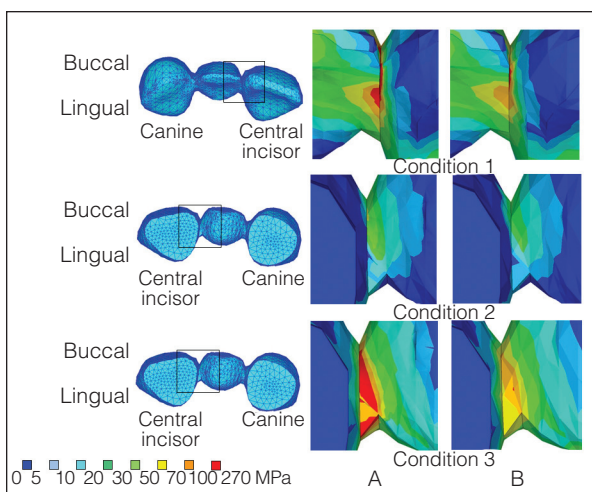 Buccal
Lingual
Canine
Central
incisor
Condition 1
Buccal
Lingual
Central
incisor
Canine
Condition 2
Buccal
Lingual
Central
incisor
Canine
Condition 3
0 5 10 20 30 50 70 100 270 MPa
A
B